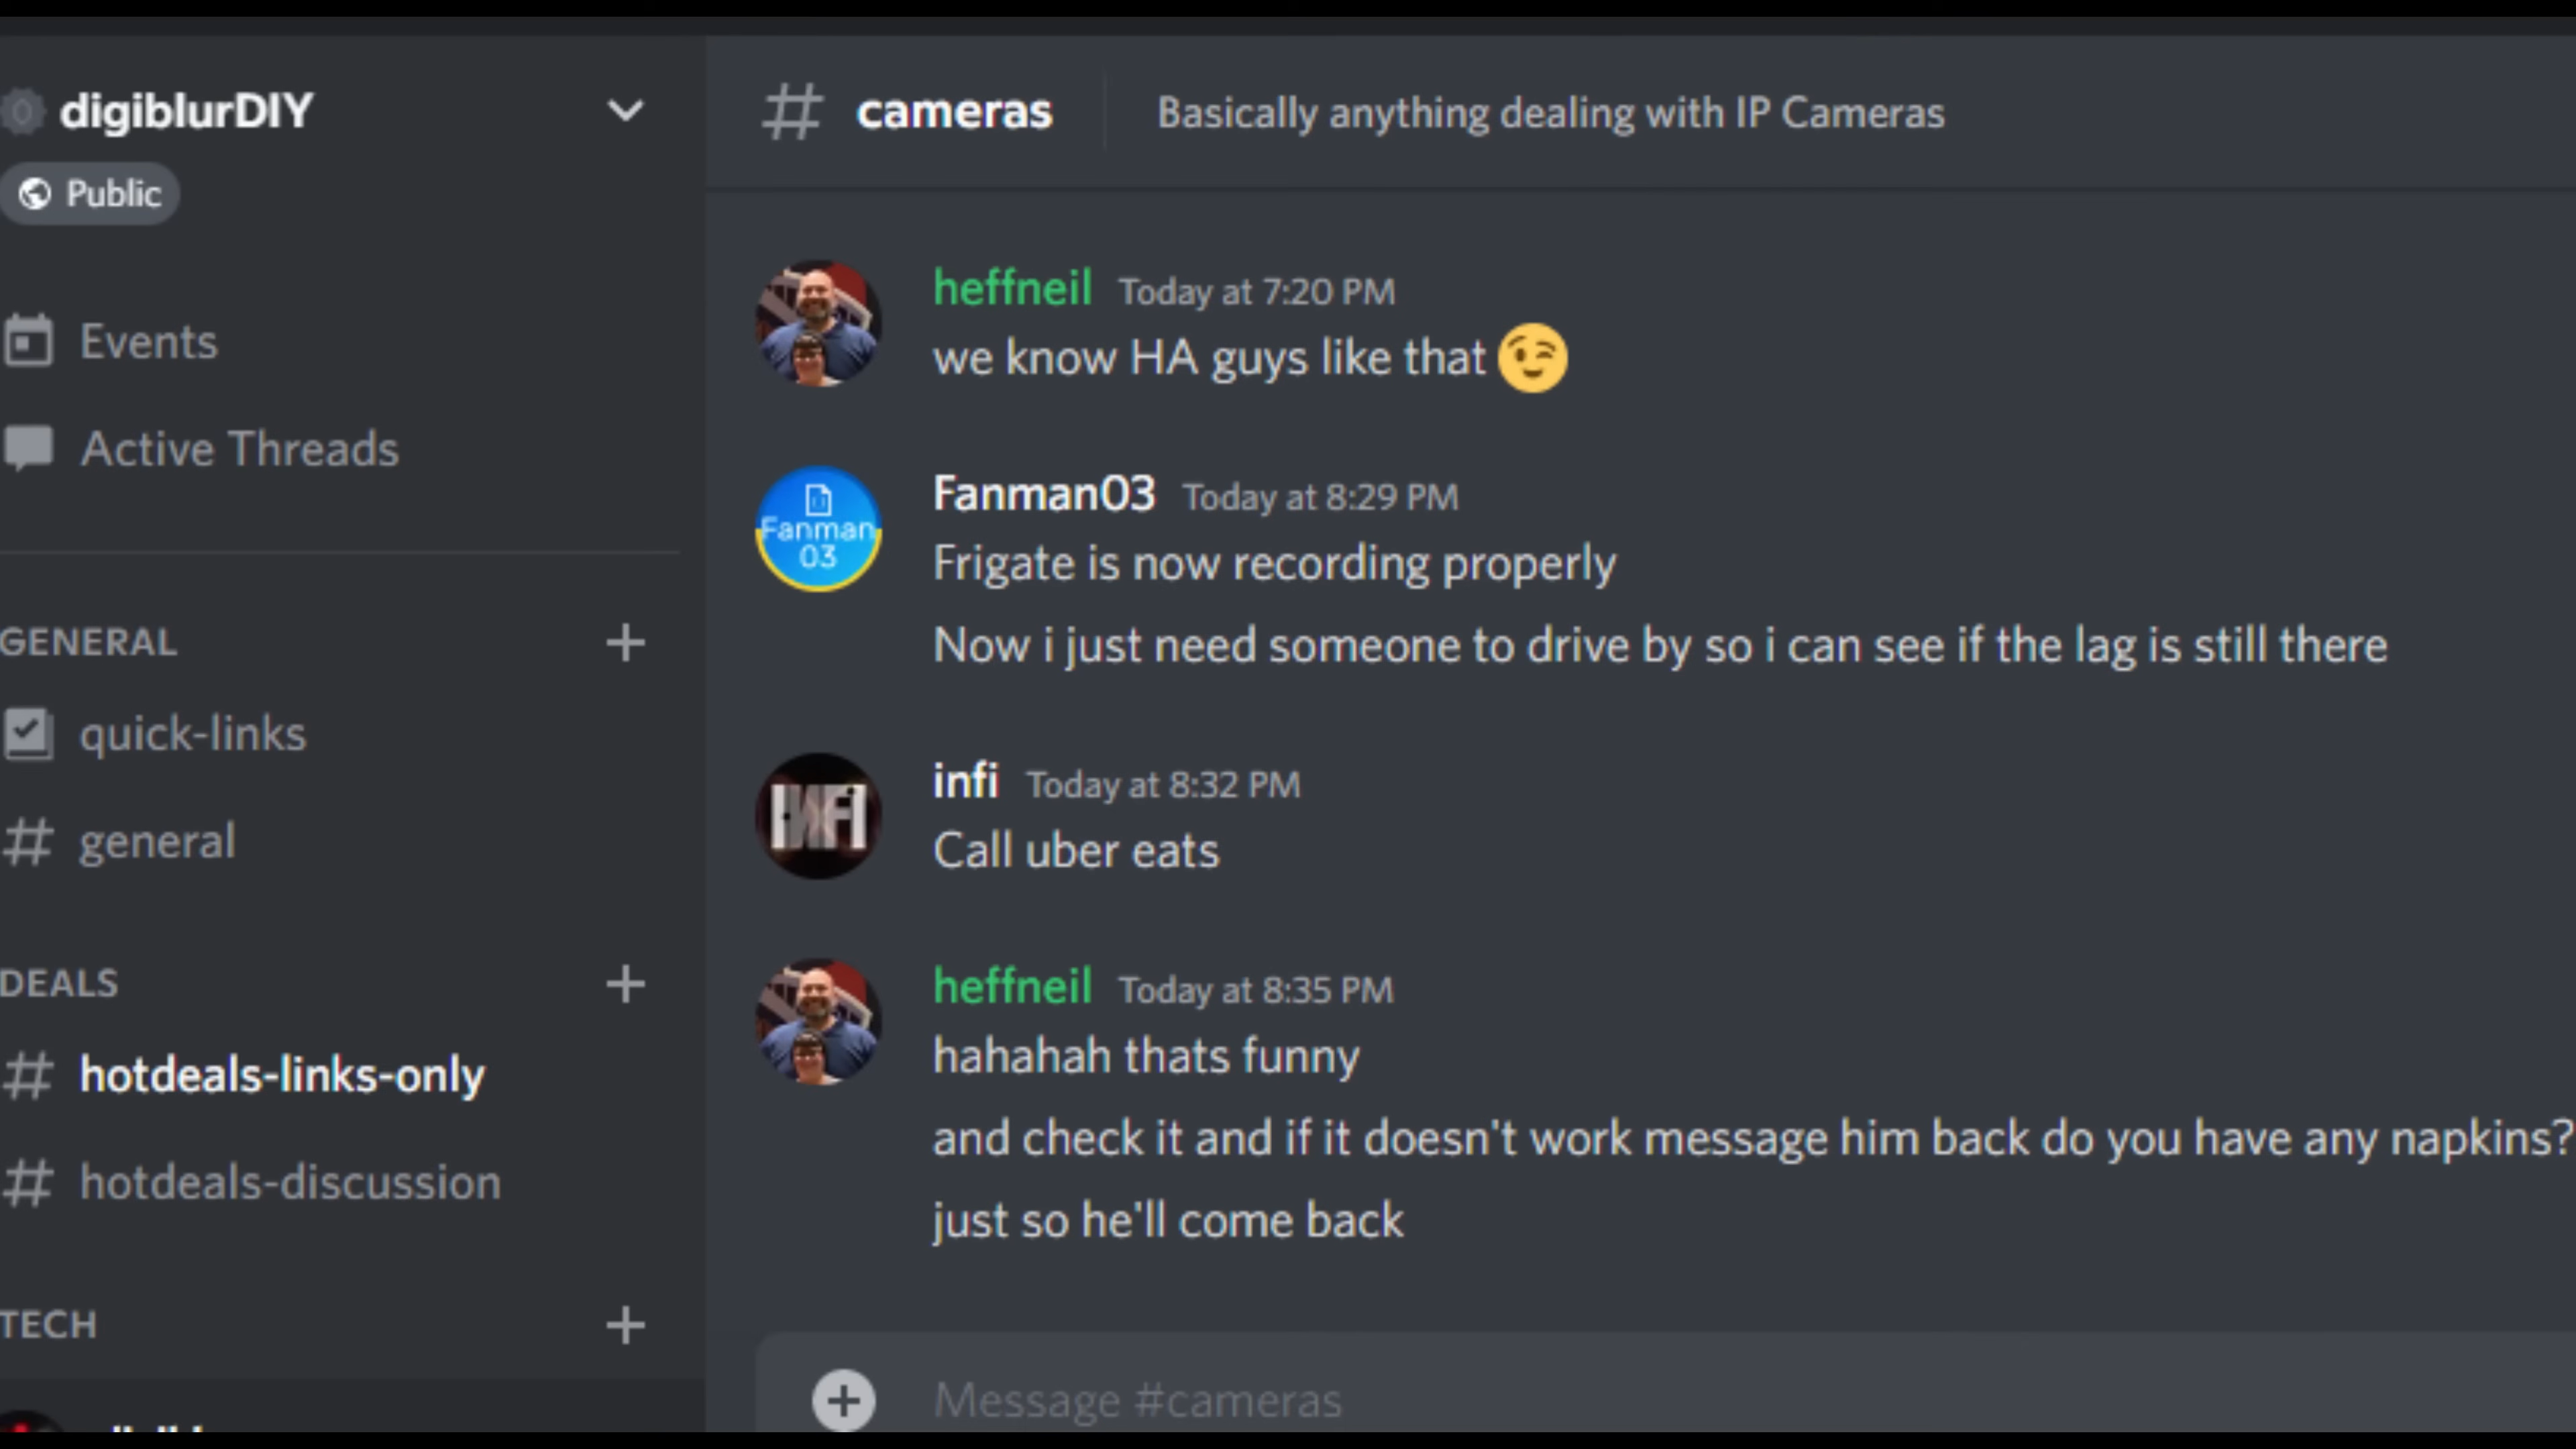 digiblurDIY
Public
Events
Active Threads
GENERAL
quick-links
general
DEALS
hotdeals-links-only
hotdeals-discussion
TECH
# cameras
Basically anything dealing with IP Cameras
heffneil Today at 7:20 PM
we know HA guys like that 😉
Fanman
03
Fanman03 Today at 8:29 PM
Frigate is now recording properly
Now i just need someone to drive by so i can see if the lag is still there
INFI
infi Today at 8:32 PM
Call uber eats
heffneil Today at 8:35 PM
hahahah thats funny
and check it and if it doesn't work message him back do you have any napkins?
just so he'll come back
Message #cameras